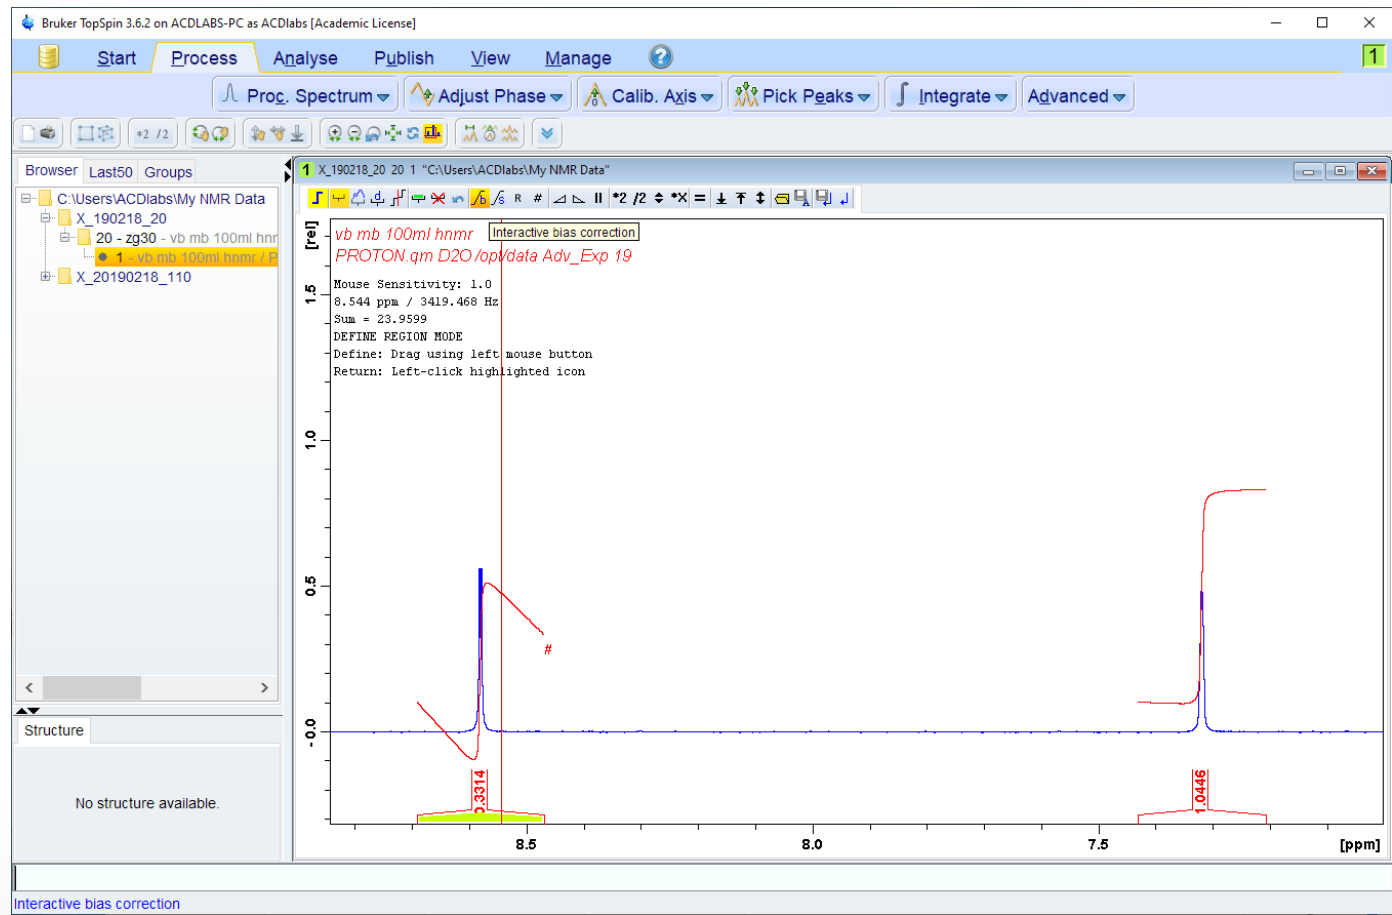 Bruker TopSpin 3.6.2 on ACDLABS-PC as ACDlabs [Academic License]
Start Process Analyse Publish View Manage ? 1
Proc. Spectrum Adjust Phase Calib. Axis Pick Peaks Integrate Advanced
*2 /2
Browser Last50 Groups
C:\Users\ACDlabs\My NMR Data
X_190218_20
20 - zg30 - vb mb 100ml hnr
1 - vb mb 100ml hnmr / P
X_20190218_110
Structure
No structure available.
1 X_190218_20 20 1 "C:\Users\ACDlabs\My NMR Data"
R # *2 /2 *X =
Interactive bias correction
vb mb 100ml hnmr
PROTON.qm D2O /opt/data Adv_Exp 19
Mouse Sensitivity: 1.0
8.544 ppm / 3419.468 Hz
Sum = 23.9599
DEFINE REGION MODE
Define: Drag using left mouse button
Return: Left-click highlighted icon
[rel]
1.5
1.0
0.5
-0.0
#
0.3314
1.0446
8.5 8.0 7.5 [ppm]
Interactive bias correction